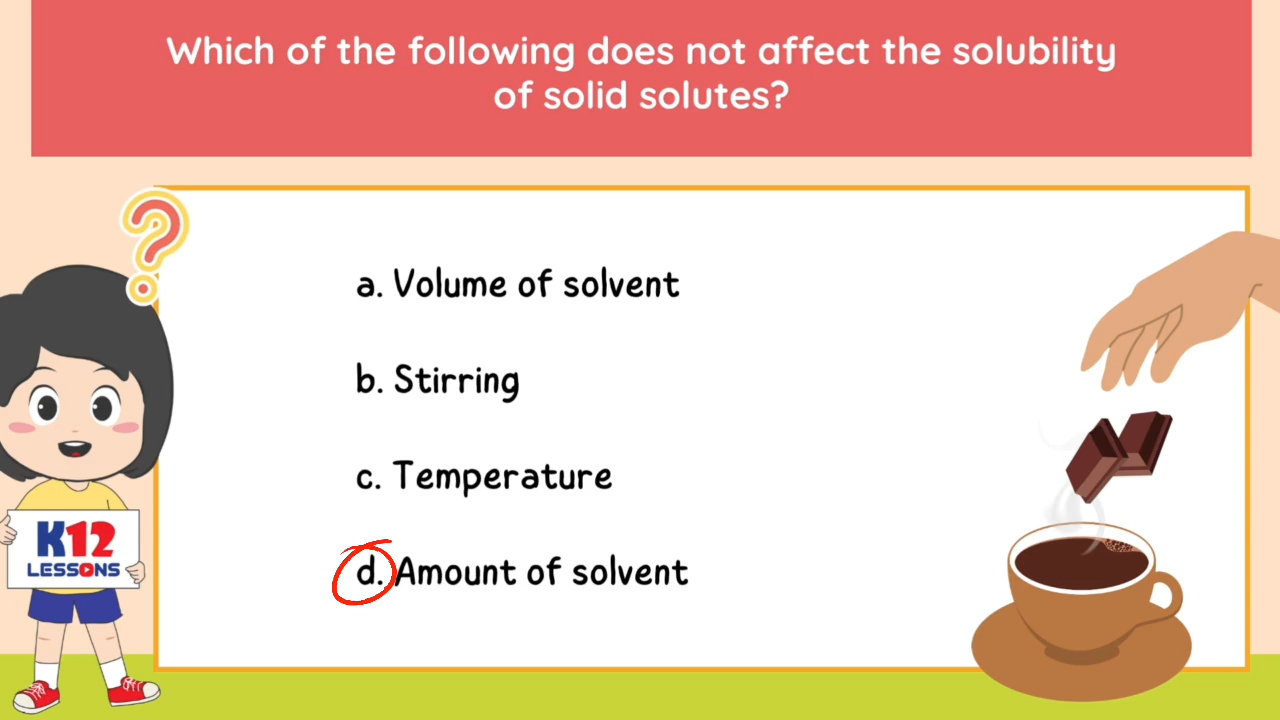 Which of the following does not affect the solubility
of solid solutes?
?
a. Volume of solvent
b. Stirring
c. Temperature
d. Amount of solvent
K12
LESSONS